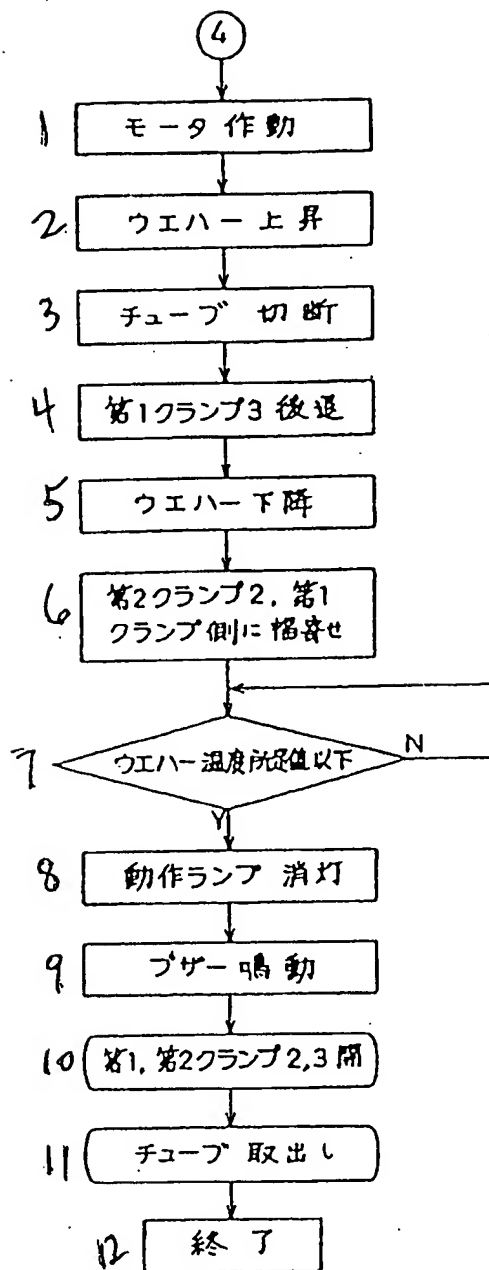 4
1 モータ作動
2. ウエハー上昇
3 チューブ 切断
4 第1クランプ3後退
5 ウエハー下降
6 第2クランプ2, 第1
クランプ側に幅寄せ
7 ウエハー温度所定値以下
N
Y
8 動作ランプ 消灯
9. ブザー鳴動
10 第1, 第2クランプ2,3開
11 チューブ 取出し
12 終了